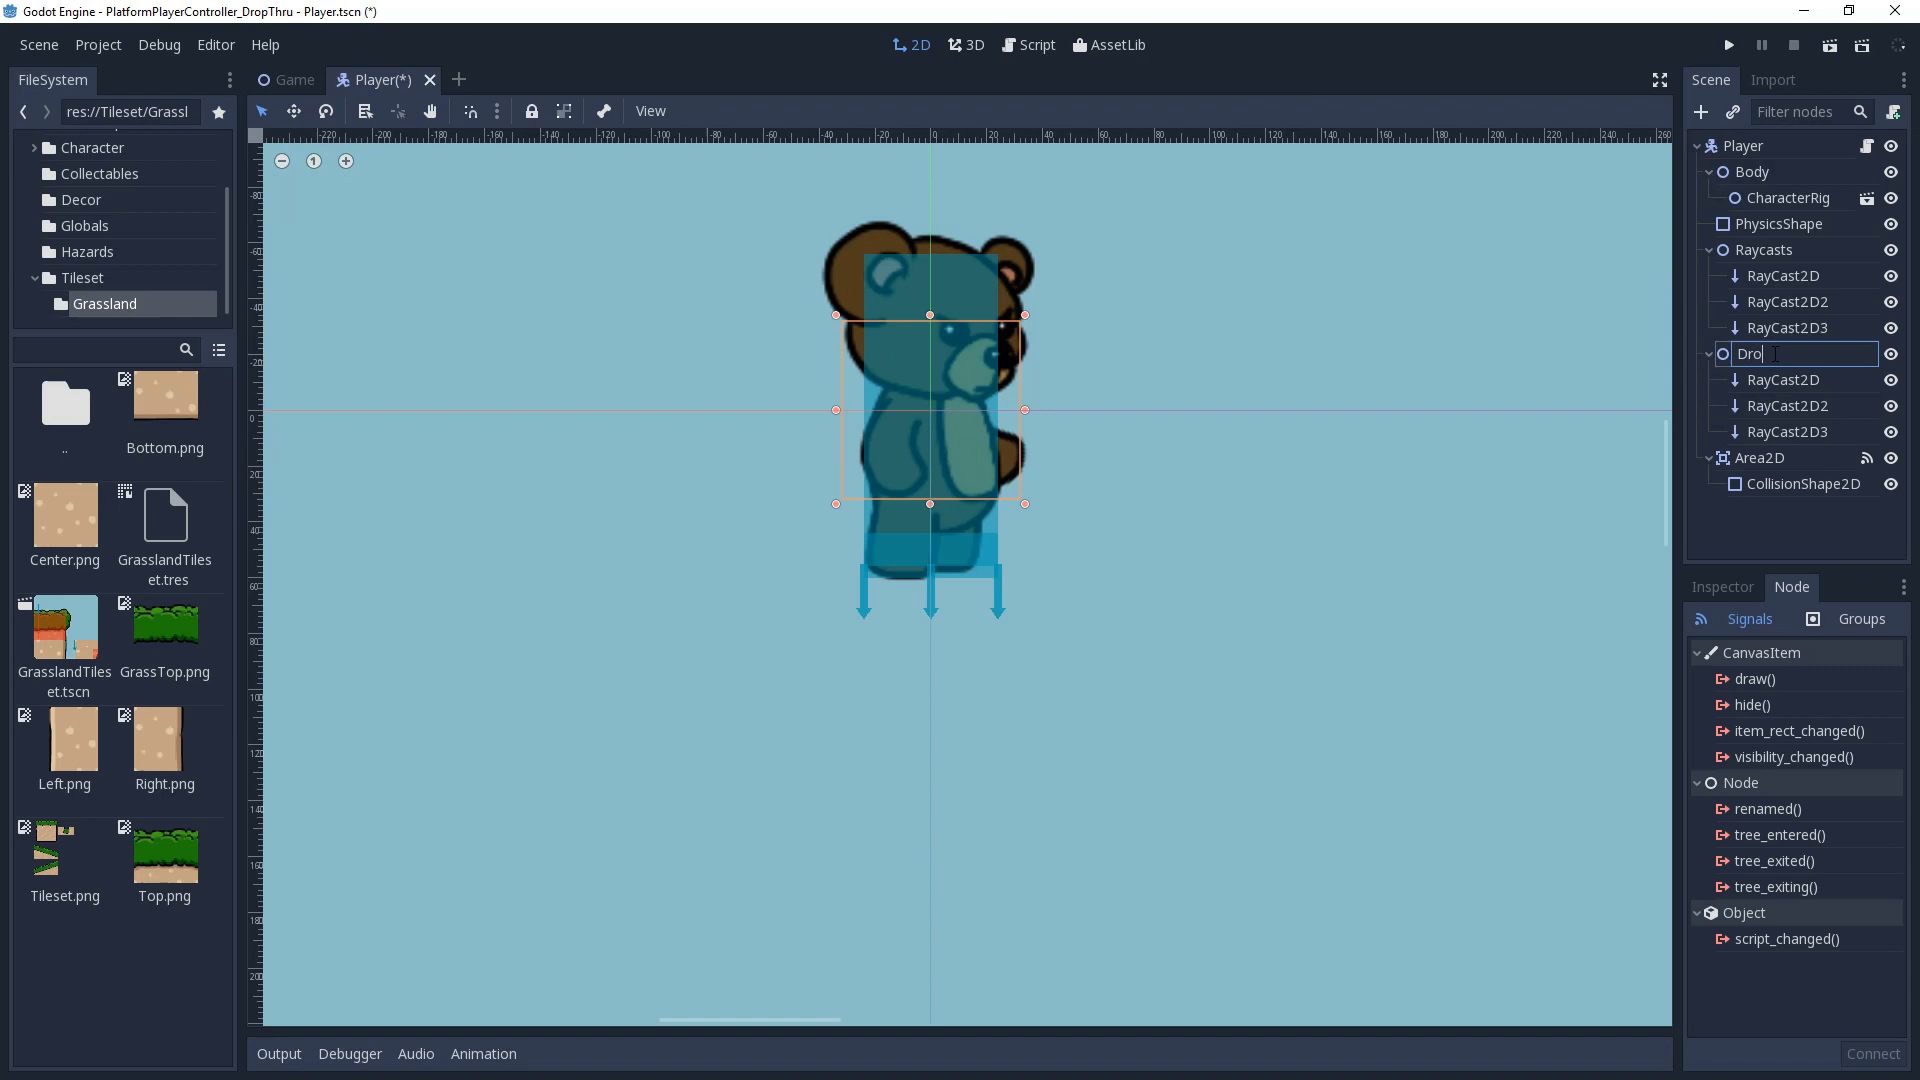 Godot Engine - PlatformPlayerController_DropThru - Player.tscn (*)
Scene Project Debug Editor Help
2D 3D Script AssetLib
FileSystem
Game Player(*)
Scene Import
res://Tileset/Grassl
View
Filter nodes
Character
Collectables
Decor
Globals
Hazards
Tileset
Grassland
..
Bottom.png
Center.png
GrasslandTiles
et.tres
GrasslandTiles
et.tscn
GrassTop.png
Left.png
Right.png
Tileset.png
Top.png
Player
Body
CharacterRig
PhysicsShape
Raycasts
RayCast2D
RayCast2D2
RayCast2D3
Dro
RayCast2D
RayCast2D2
RayCast2D3
Area2D
CollisionShape2D
Inspector Node
Signals Groups
CanvasItem
draw()
hide()
item_rect_changed()
visibility_changed()
Node
renamed()
tree_entered()
tree_exited()
tree_exiting()
Object
script_changed()
Connect
Output Debugger Audio Animation